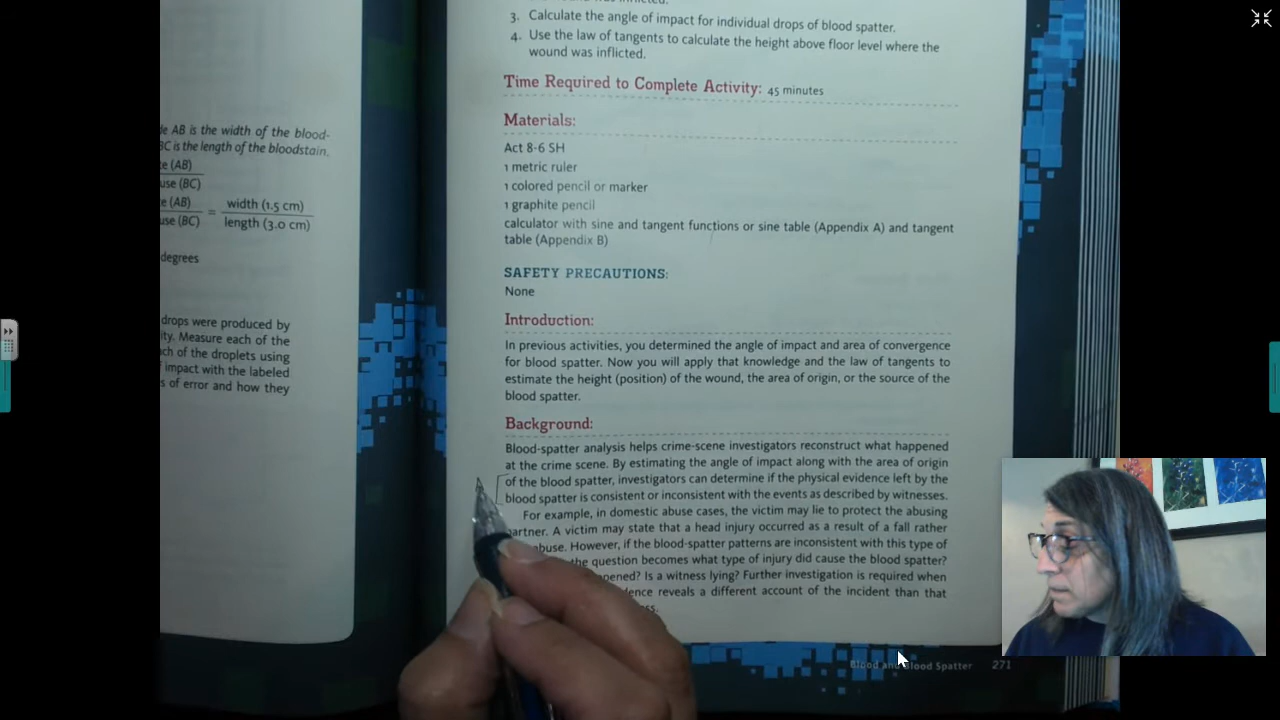 3. Calculate the angle of impact for individual drops of blood spatter.
4. Use the law of tangents to calculate the height above floor level where the
wound was inflicted.
Time Required to Complete Activity: 45 minutes
Materials:
Act 8-6 SH
1 metric ruler
1 colored pencil or marker
1 graphite pencil
calculator with sine and tangent functions or sine table (Appendix A) and tangent
table (Appendix B)
SAFETY PRECAUTIONS:
None
Introduction:
In previous activities, you determined the angle of impact and area of convergence
for blood spatter. Now you will apply that knowledge and the law of tangents to
estimate the height (position) of the wound, the area of origin, or the source of the
blood spatter.
Background:
Blood-spatter analysis helps crime-scene investigators reconstruct what happened
at the crime scene. By estimating the angle of impact along with the area of origin
of the blood spatter, investigators can determine if the physical evidence left by the
blood spatter is consistent or inconsistent with the events as described by witnesses.
For example, in domestic abuse cases, the victim may lie to protect the abusing
partner. A victim may state that a head injury occurred as a result of a fall rather
abuse. However, if the blood-spatter patterns are inconsistent with this type of
the question becomes what type of injury did cause the blood spatter?
Is a witness lying? Further investigation is required when
reveals a different account of the incident than that
Blood and Blood Spatter 271
AB is the width of the blood-
BC is the length of the bloodstain.
(AB)
(BC)
(AB)
(BC)
= width (1.5 cm)
length (3.0 cm)
degrees
drops were produced by
Measure each of the
of the droplets using
impact with the labeled
of error and how they